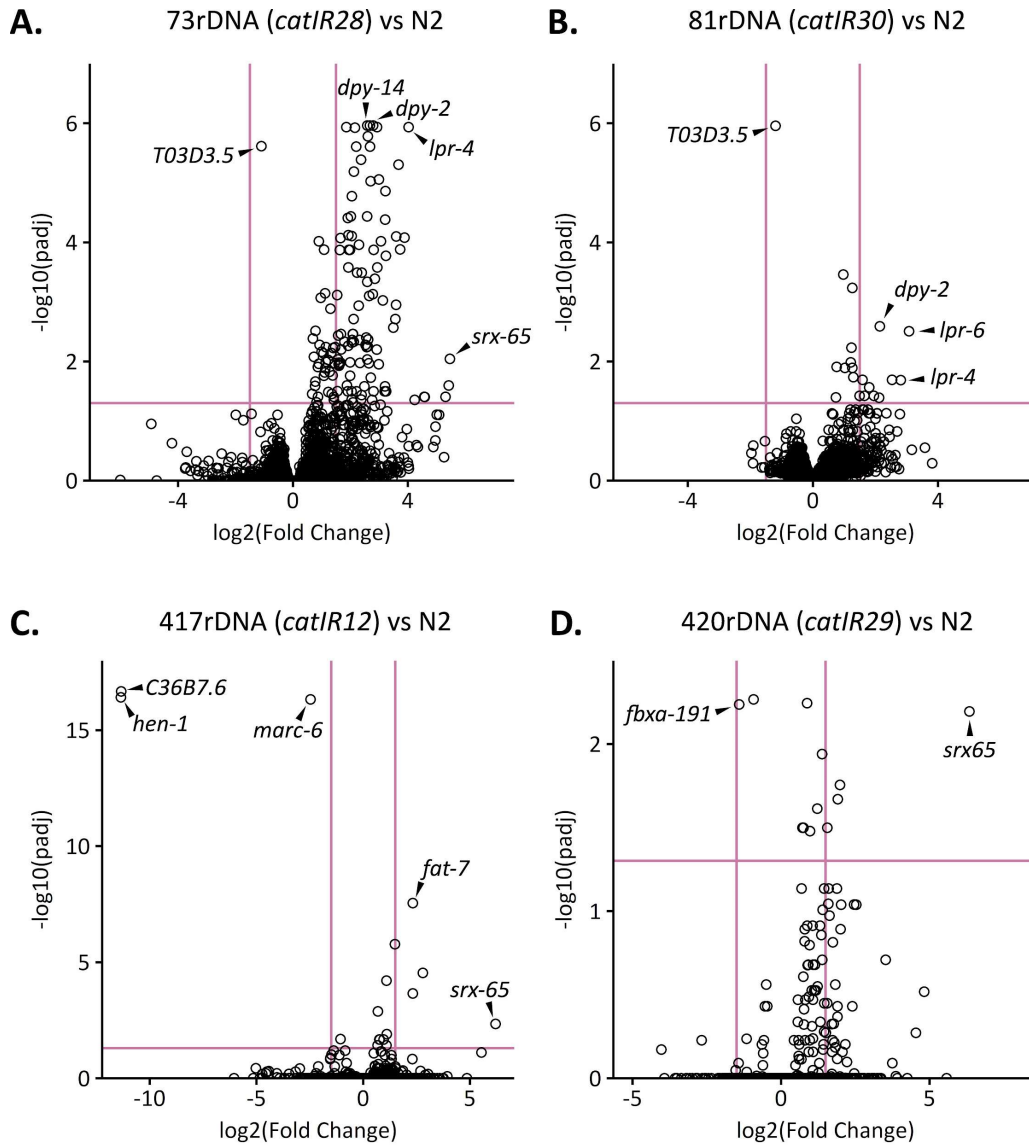 A.
73rDNA (catIR28) vs N2
-log10(padj)
6
4
2
0
-4
0
4
log2(Fold Change)
T03D3.5
dpy-14
dpy-2
lpr-4
srx-65
B.
81rDNA (catIR30) vs N2
-log10(padj)
6
4
2
0
-4
0
4
log2(Fold Change)
T03D3.5
dpy-2
lpr-6
lpr-4
C.
417rDNA (catIR12) vs N2
-log10(padj)
15
10
5
0
-10
-5
0
5
log2(Fold Change)
C36B7.6
hen-1
marc-6
fat-7
srx-65
D.
420rDNA (catIR29) vs N2
-log10(padj)
2
1
0
-5
0
5
log2(Fold Change)
fbxa-191
srx65